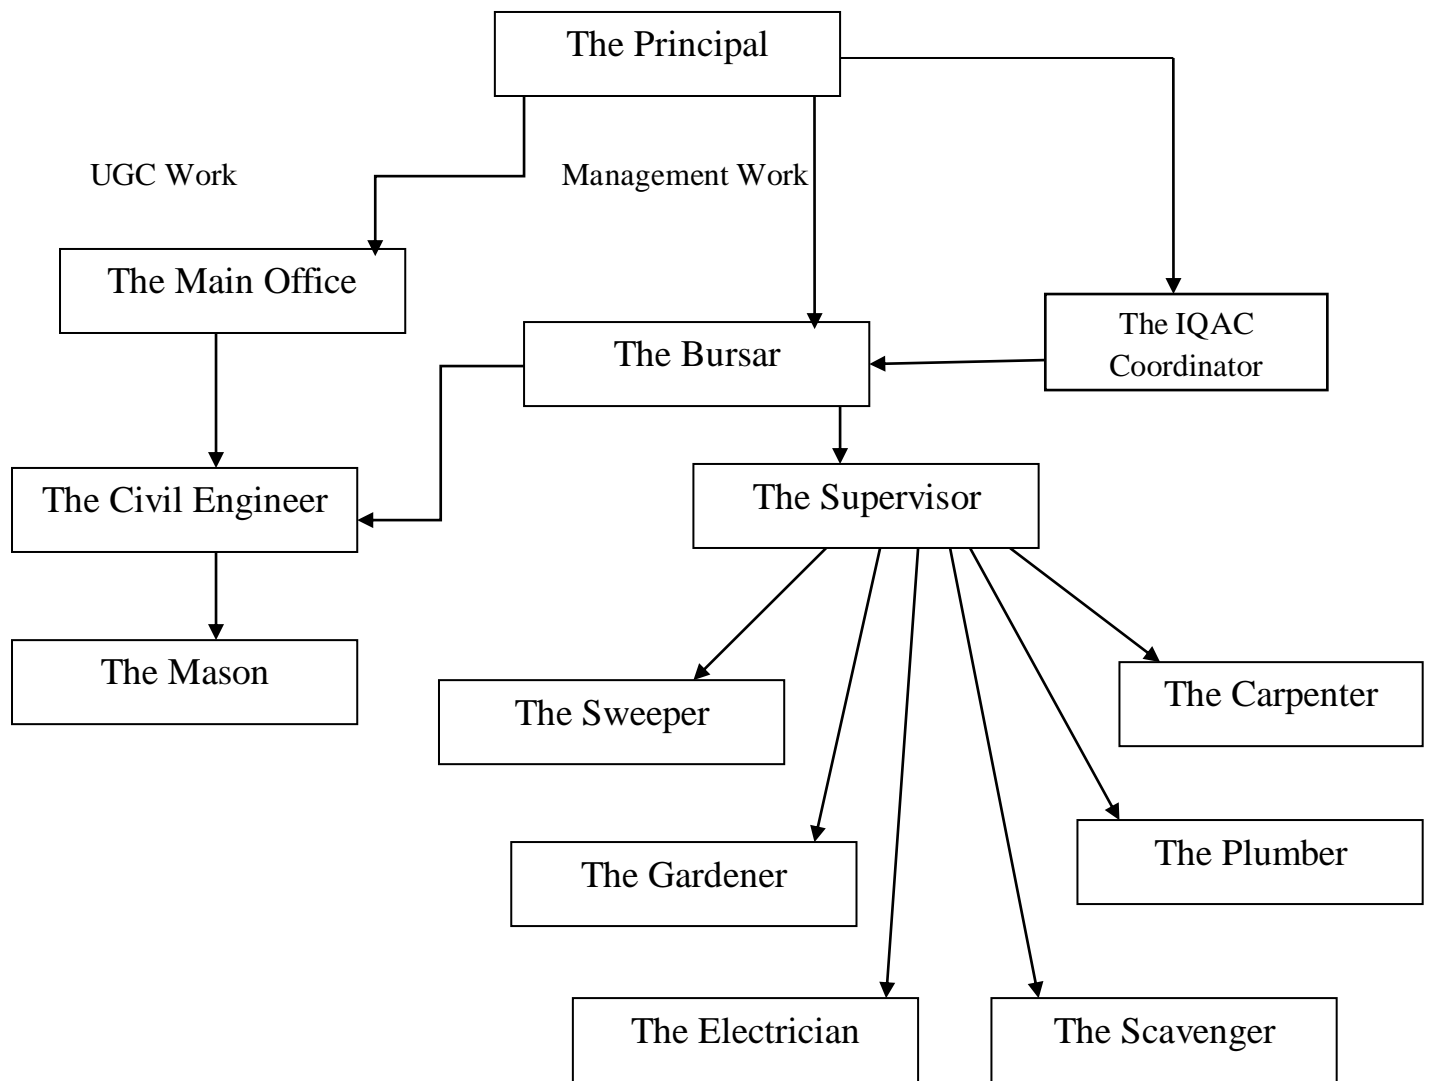 The Principal
UGC Work
Management Work
The Main Office
The IQAC
Coordinator
The Bursar
The Civil Engineer
The Supervisor
The Mason
The Sweeper
The Carpenter
The Gardener
The Plumber
The Electrician
The Scavenger